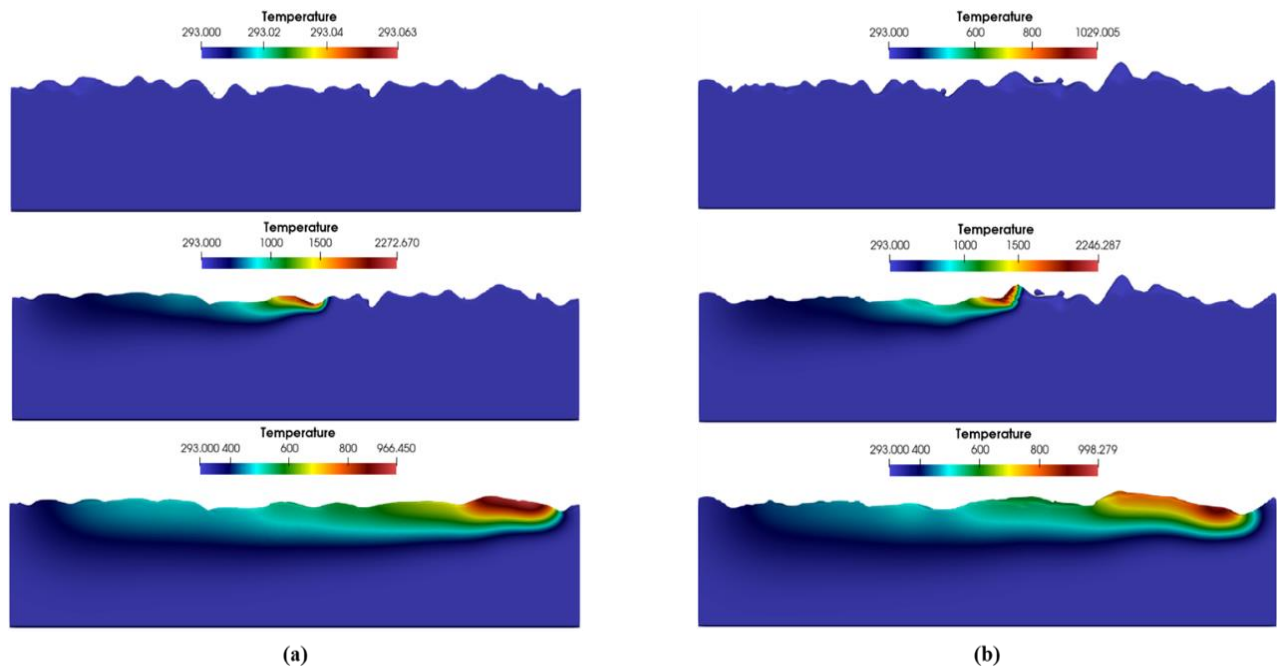 Temperature
293.000 293.02 293.04 293.063
Temperature
293.000 1000 1500 2272.670
Temperature
293.000 400 600 800 966.450
(a)
Temperature
293.000 600 800 1029.005
Temperature
293.000 1000 1500 2246.287
Temperature
293.000 400 600 800 998.279
(b)